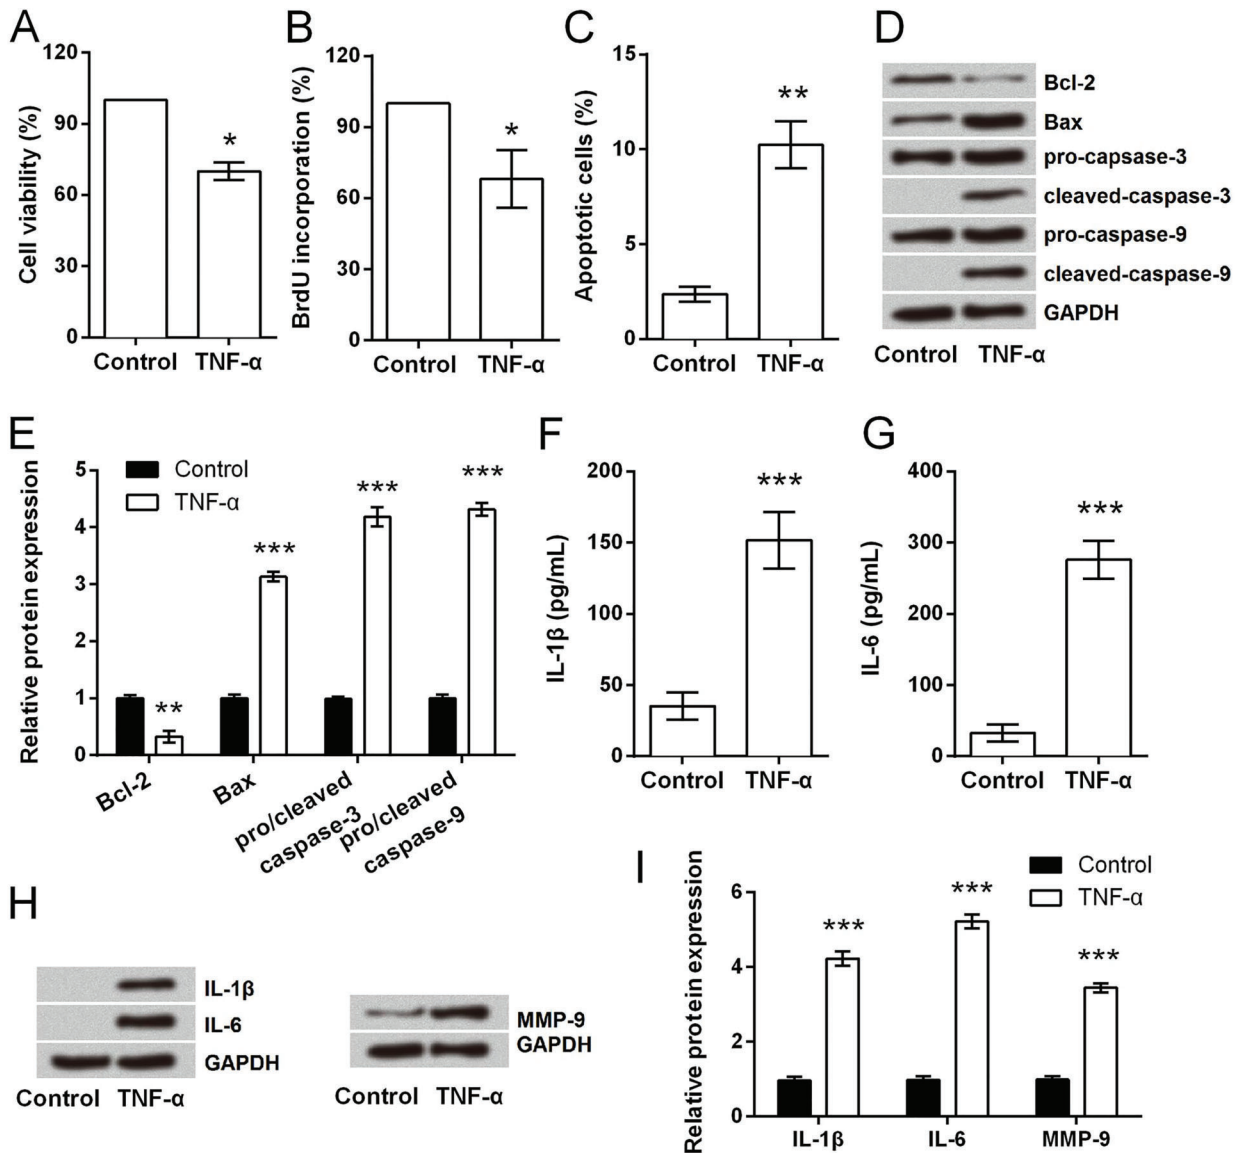 A
Cell viability (%)
120
90
60
30
0
*
Control TNF-α
B
BrdU incorporation (%)
120
90
60
30
0
*
Control TNF-α
C
Apoptotic cells (%)
15
10
5
0
**
Control TNF-α
D
Bcl-2
Bax
pro-capsase-3
cleaved-caspase-3
pro-caspase-9
cleaved-caspase-9
GAPDH
Control TNF-α
E
Relative protein expression
5
4
3
2
1
0
Control
TNF-α
**
***
***
***
Bcl-2
Bax
pro/cleaved
caspase-3
pro/cleaved
caspase-9
F
IL-1β (pg/mL)
200
150
100
50
0
***
Control TNF-α
G
IL-6 (pg/mL)
400
300
200
100
0
***
Control TNF-α
H
IL-1β
IL-6
GAPDH
Control TNF-α
MMP-9
GAPDH
Control TNF-α
I
Relative protein expression
6
4
2
0
Control
TNF-α
***
***
***
IL-1β IL-6 MMP-9